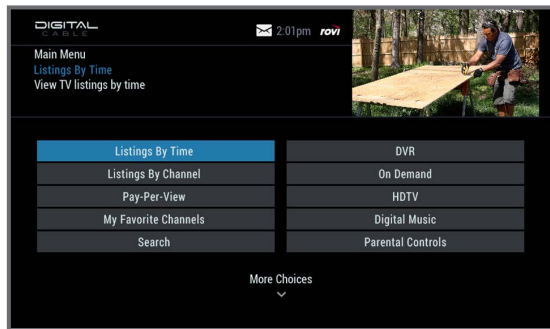 DIGITAL
CABLE
2:01pm rovi
Main Menu
Listings By Time
View TV listings by time
Listings By Time
DVR
Listings By Channel
On Demand
Pay-Per-View
HDTV
My Favorite Channels
Digital Music
Search
Parental Controls
More Choices